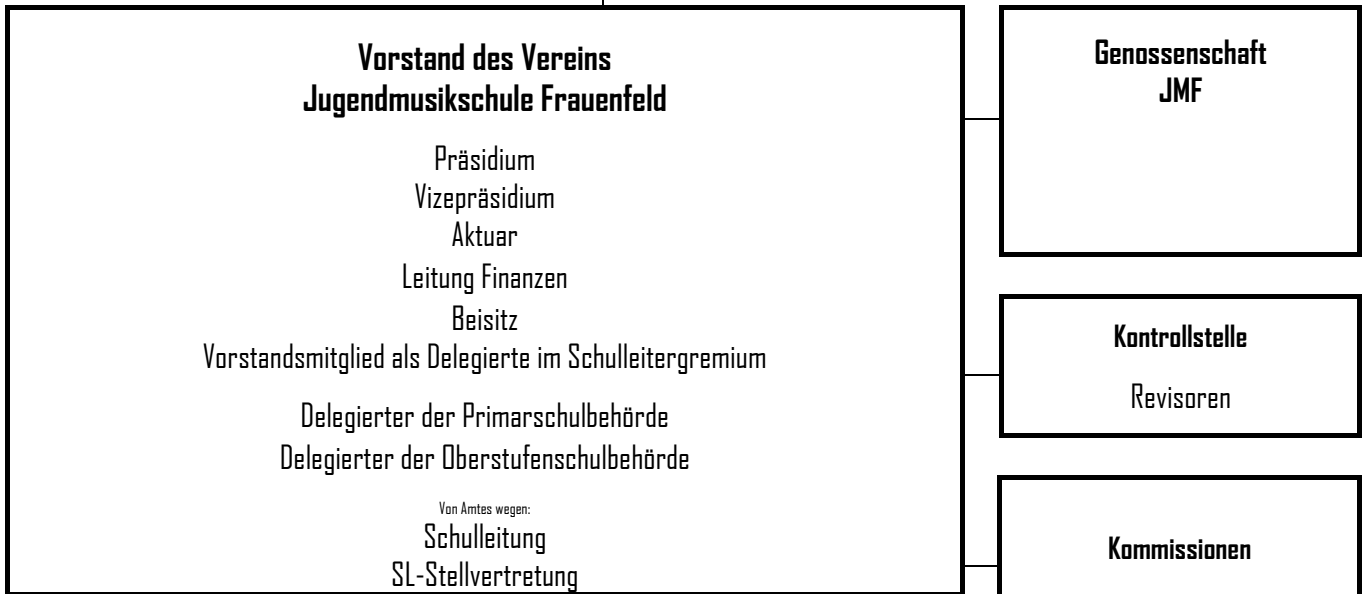 Vorstand des Vereins
Jugendmusikschule Frauenfeld
Präsidium
Vizepräsidium
Aktuar
Leitung Finanzen
Beisitz
Vorstandsmitglied als Delegierte im Schulleitergremium
Delegierter der Primarschulbehörde
Delegierter der Oberstufenschulbehörde
Von Amtes wegen:
Schulleitung
SL-Stellvertretung
Genossenschaft
JMF
Kontrollstelle
Revisoren
Kommissionen